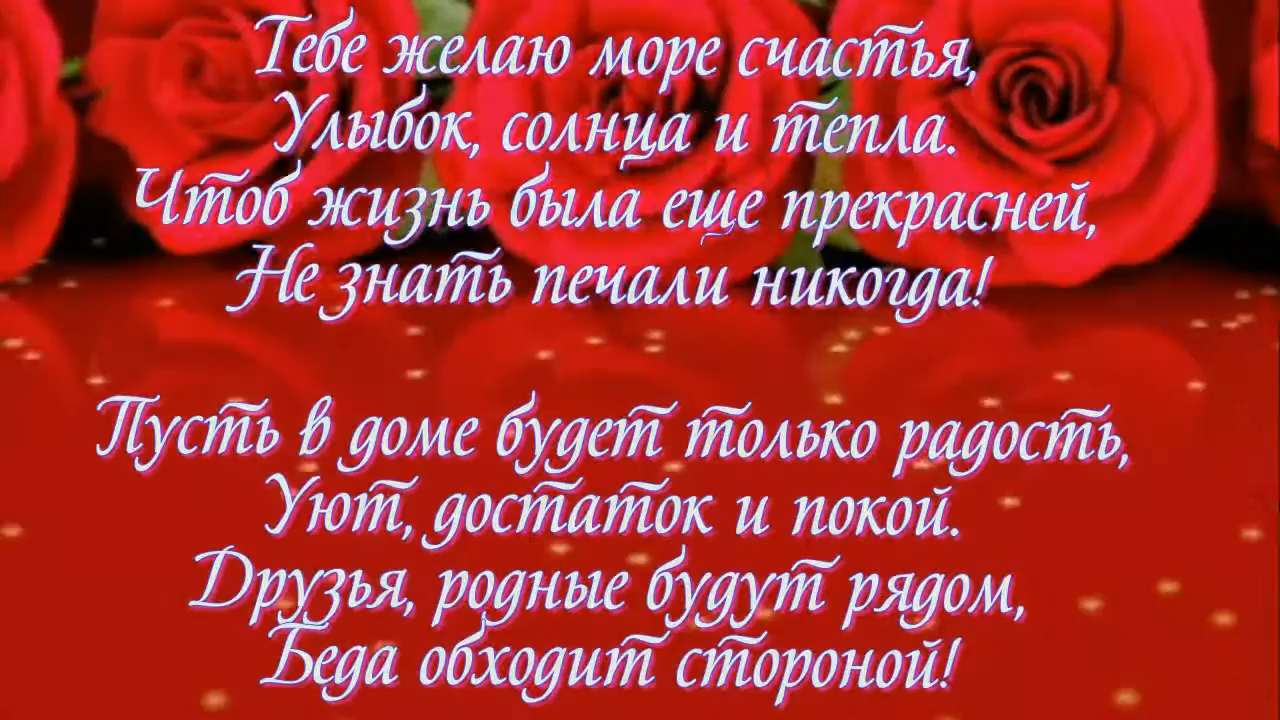 Тебе желаю море счастья,
Улыбок, солнца и тепла.
Чтоб жизнь была еще прекрасней,
Не знать печали никогда!
Пусть в доме будет только радость,
Уют, достаток и покой.
Друзья, родные будут рядом,
Беда обходит стороной!